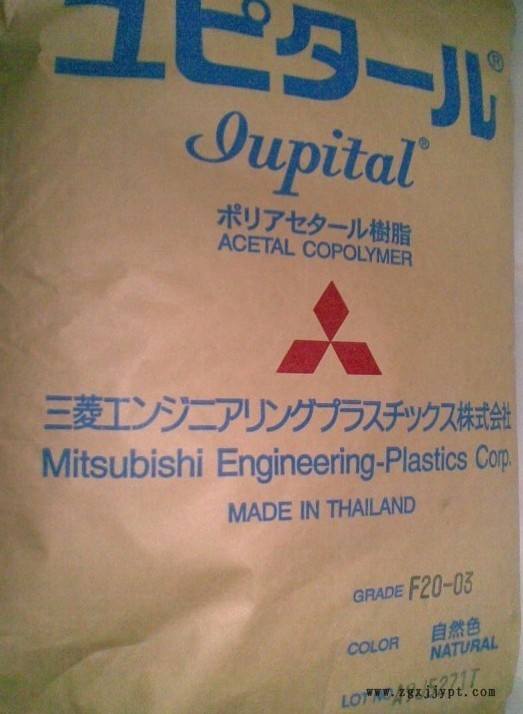 ユピタール®
Iupital®
ポリアセタール樹脂
ACETAL COPOLYMER
三菱エンジニアリングプラスチックス株式会社
Mitsubishi Engineering-Plastics Corp.
MADE IN THAILAND
GRADE F20-03
COLOR 自然色 NATURAL
LOT NO.
www.zgxjjypt.com